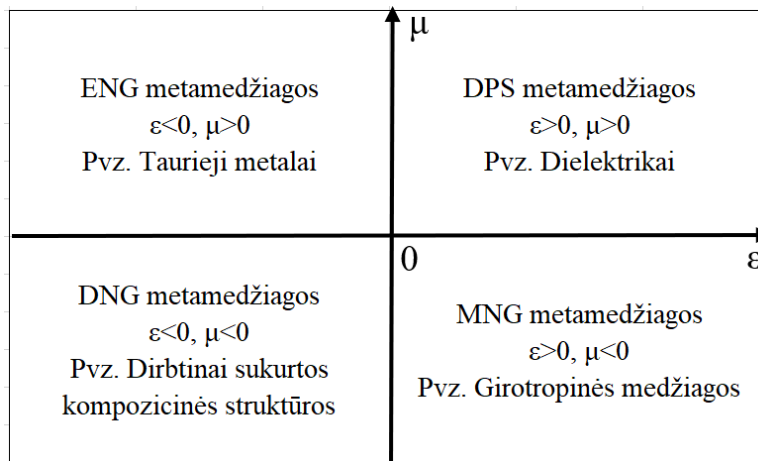 μ
ENG metamedžiagos
ε<0, μ>0
Pvz. Taurieji metalai
DPS metamedžiagos
ε>0, μ>0
Pvz. Dielektrikai
0
ε
DNG metamedžiagos
ε<0, μ<0
Pvz. Dirbtinai sukurtos
kompozicinės struktūros
MNG metamedžiagos
ε>0, μ<0
Pvz. Girotropinės medžiagos